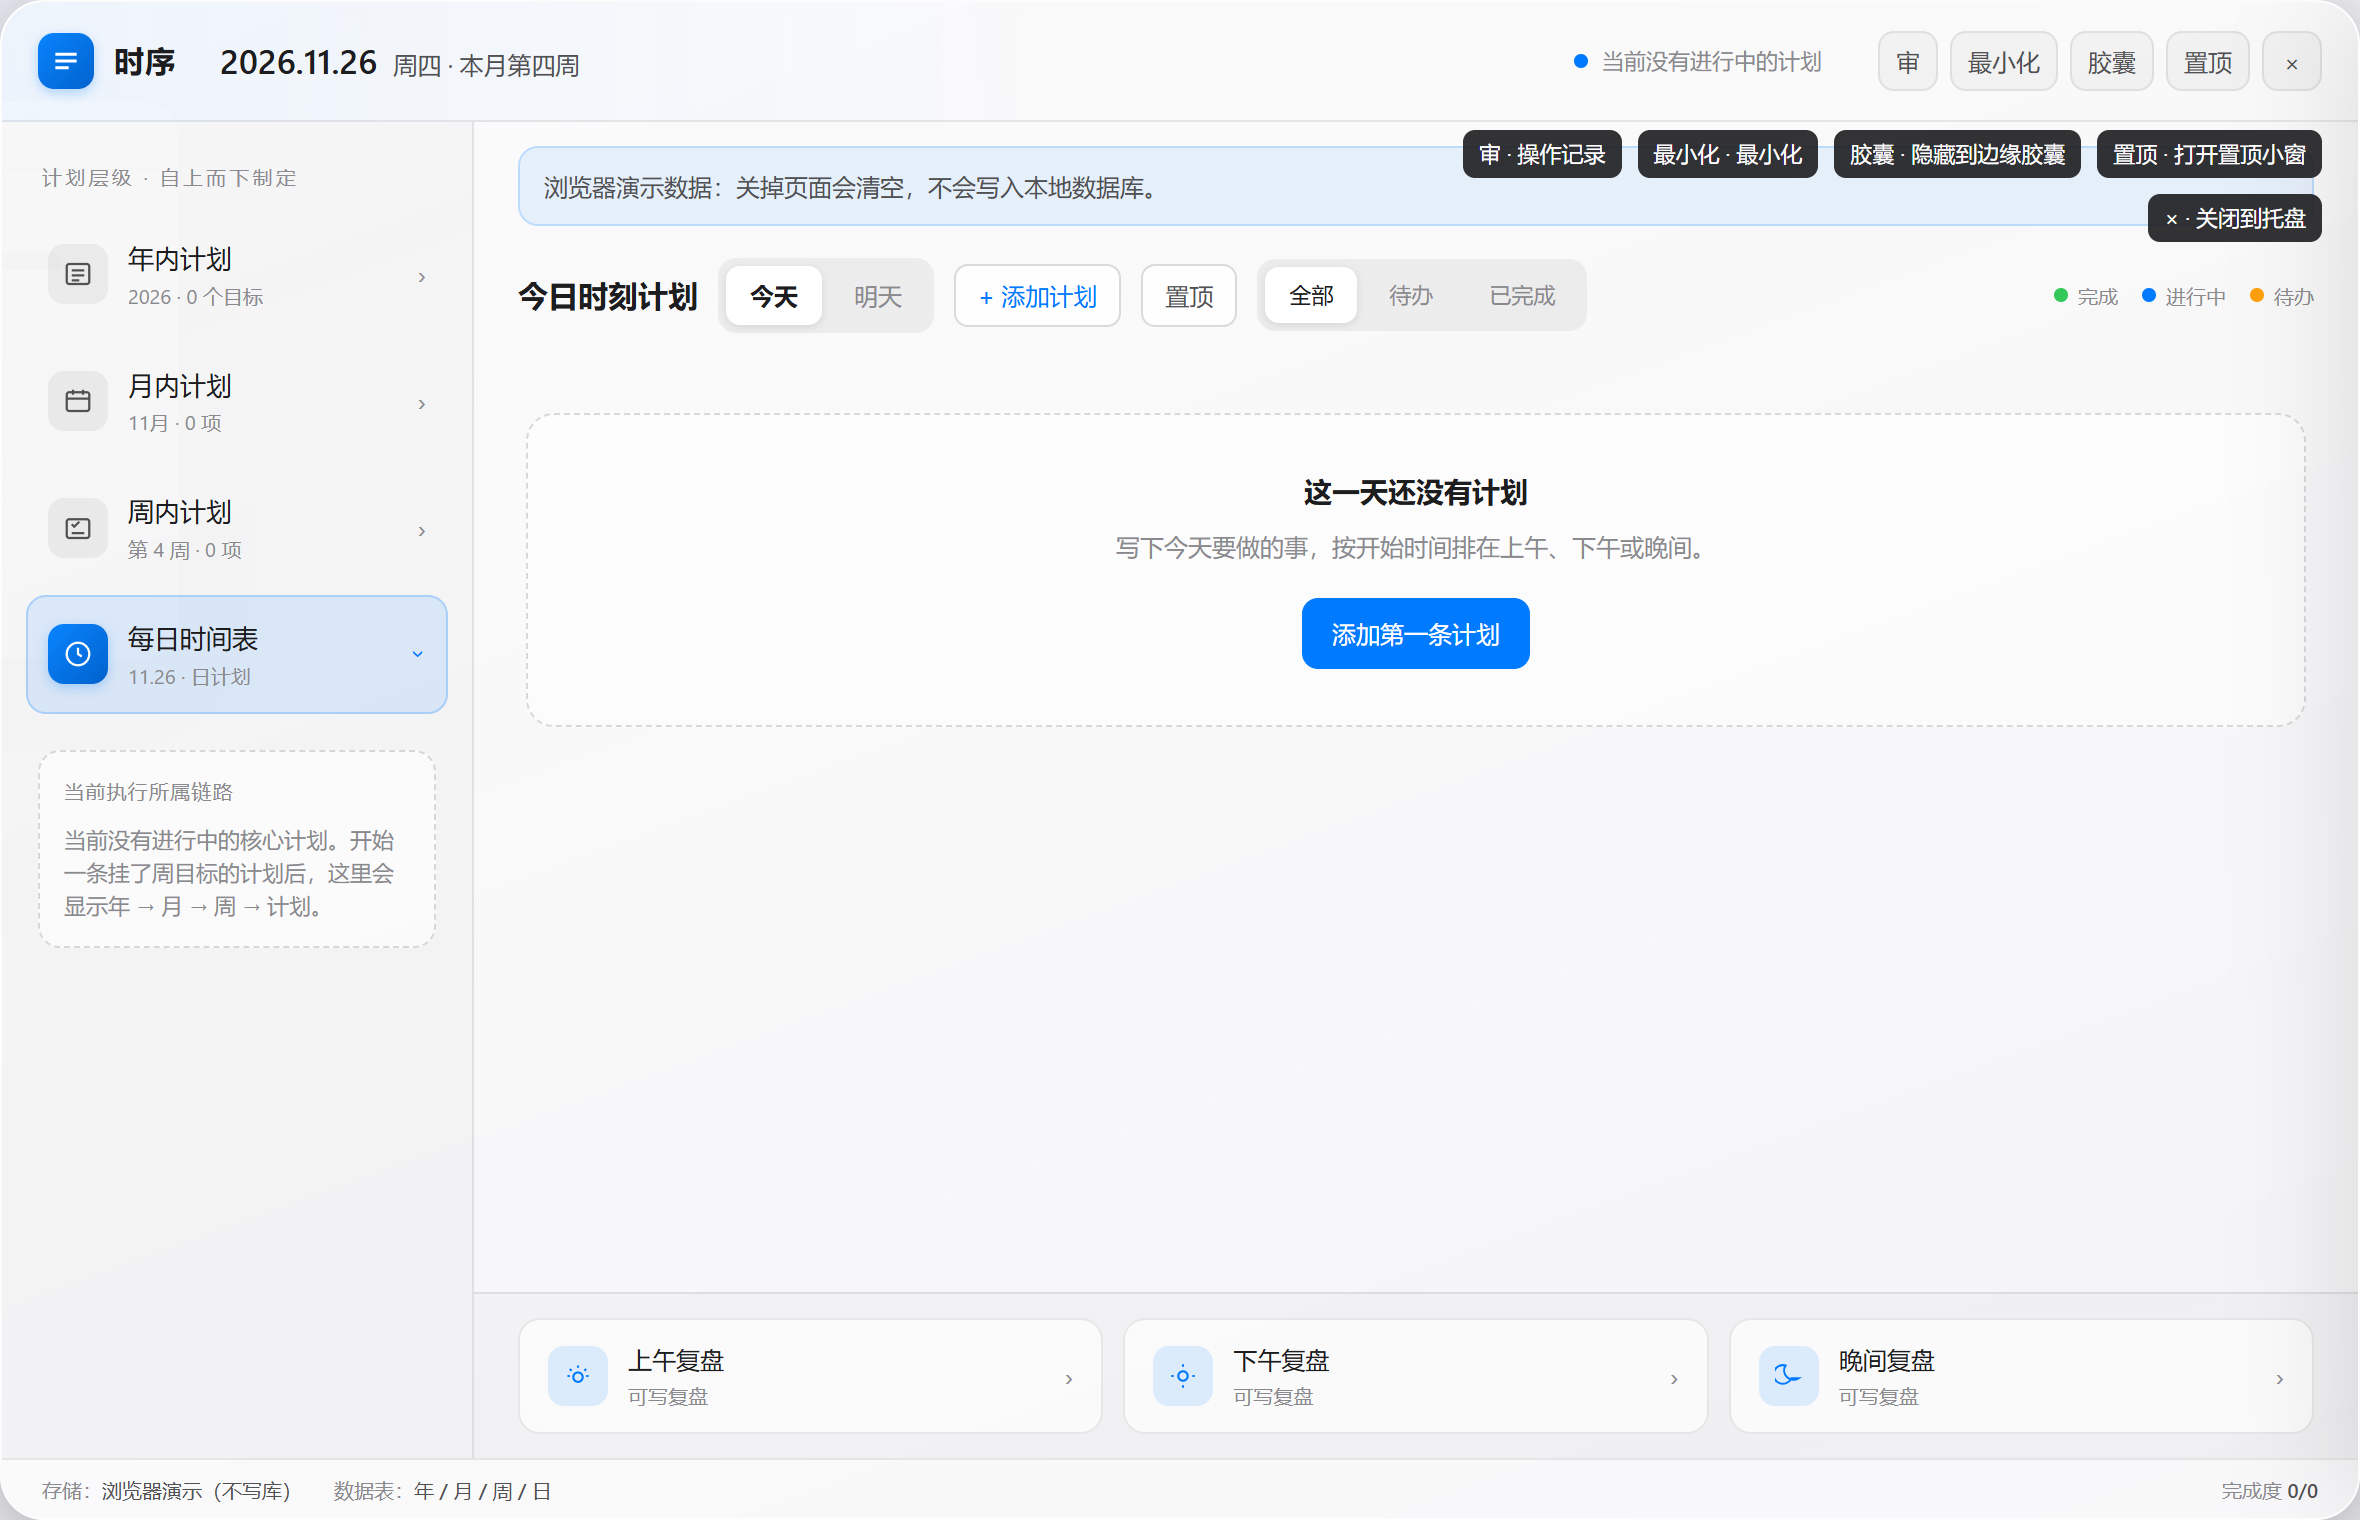 时序 2026.11.26 周四 · 本月第四周
当前没有进行中的计划 审 最小化 胶囊 置顶 ×
审 · 操作记录 最小化 · 最小化 胶囊 · 隐藏到边缘胶囊 置顶 · 打开置顶小窗
× · 关闭到托盘
计划层级 · 自上而下制定
年内计划
2026 · 0 个目标
月内计划
11月 · 0 项
周内计划
第 4 周 · 0 项
每日时间表
11.26 · 日计划
当前执行所属链路
当前没有进行中的核心计划。开始
一条挂了周目标的计划后，这里会
显示年 → 月 → 周 → 计划。
浏览器演示数据：关掉页面会清空，不会写入本地数据库。
今日时刻计划 今天 明天 + 添加计划 置顶 全部 待办 已完成 完成 进行中 待办
这一天还没有计划
写下今天要做的事，按开始时间排在上午、下午或晚间。
添加第一条计划
上午复盘
可写复盘
下午复盘
可写复盘
晚间复盘
可写复盘
存储：浏览器演示（不写库） 数据表：年 / 月 / 周 / 日 完成度 0/0